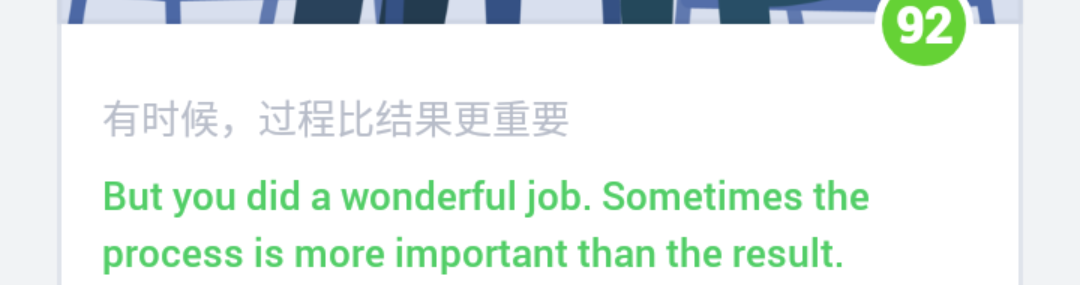 92
有时候，过程比结果更重要
But you did a wonderful job. Sometimes the
process is more important than the result.